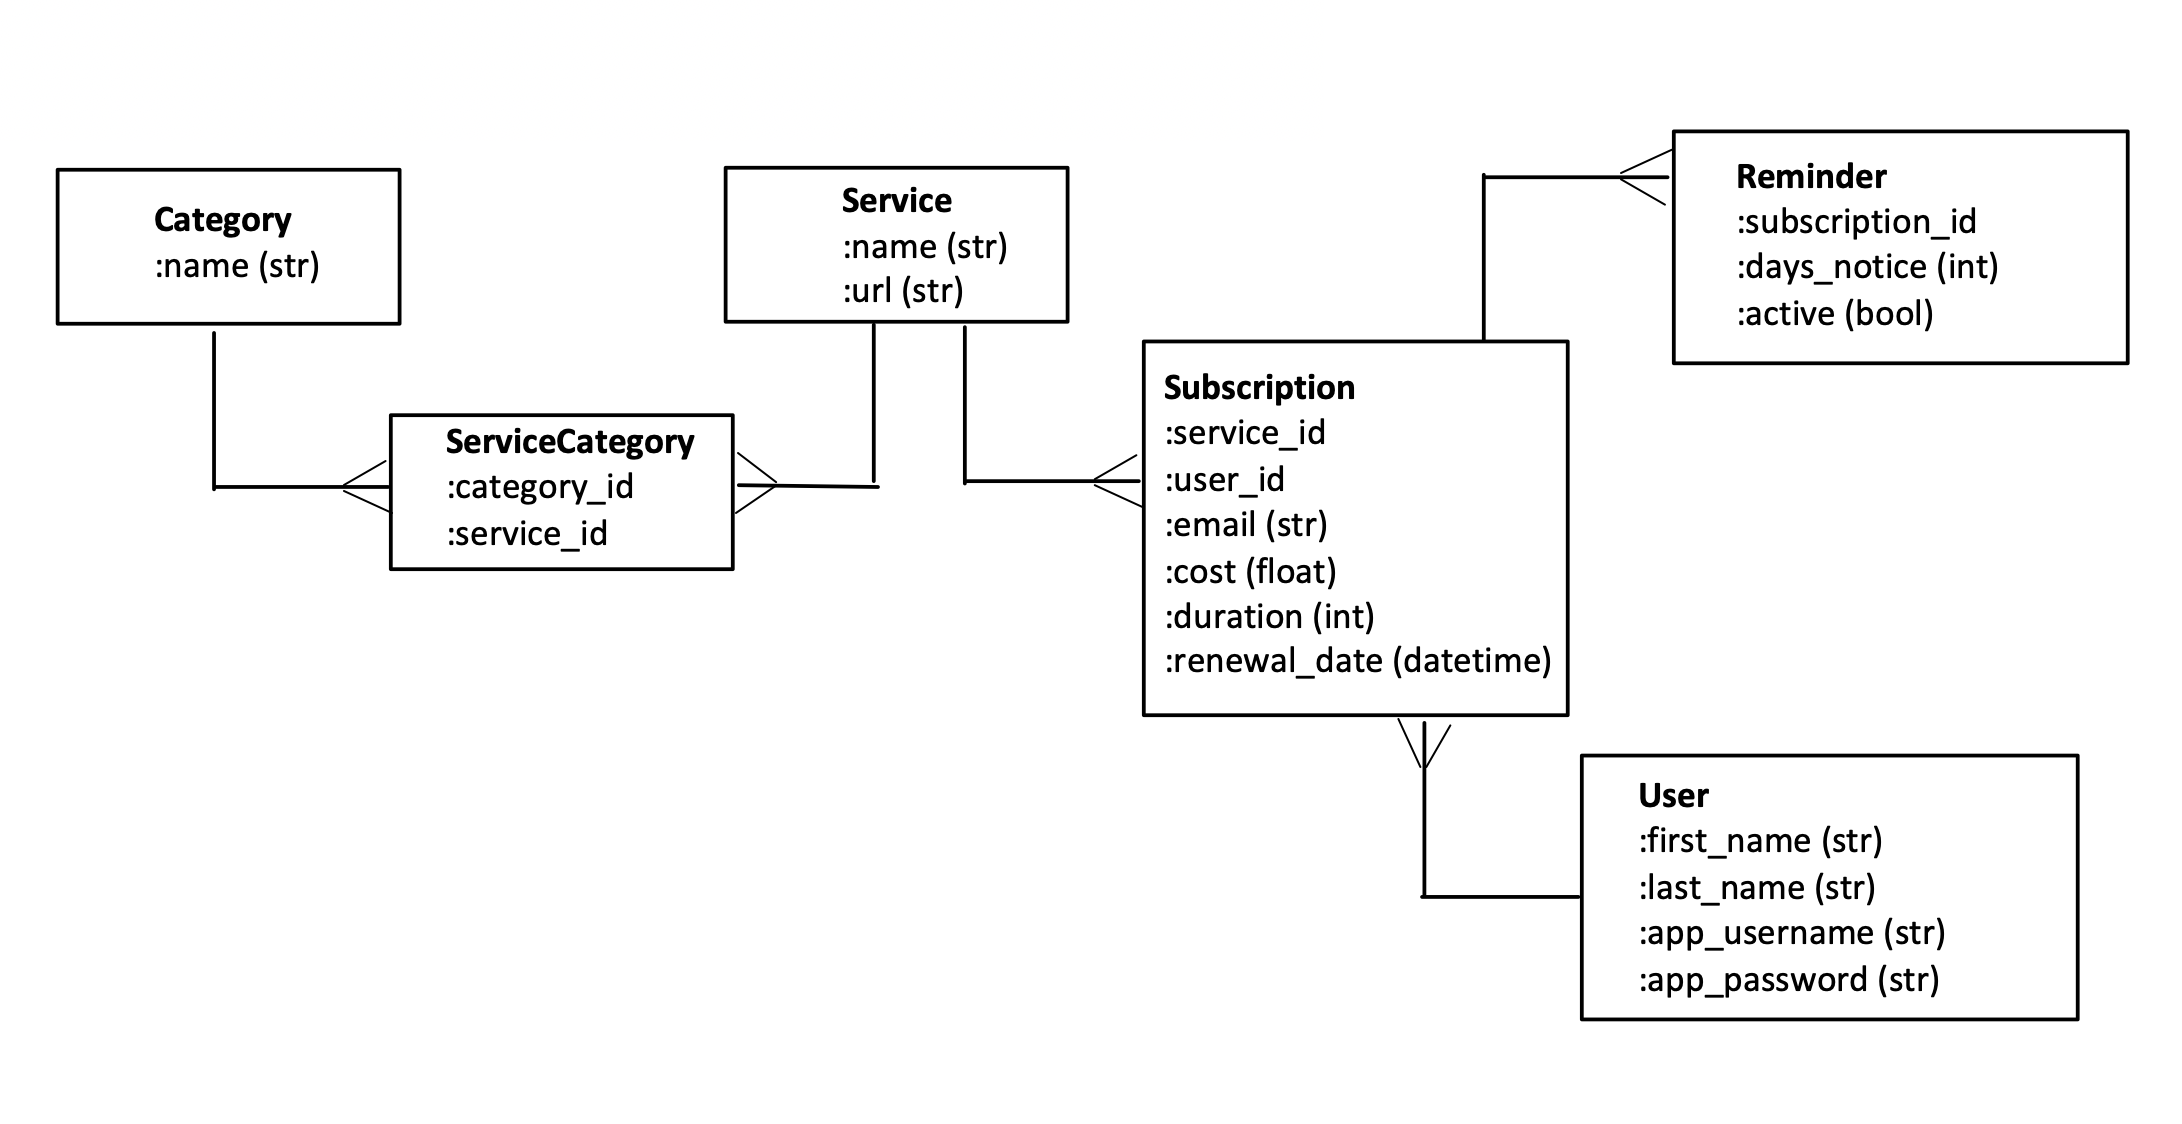 Category
:name (str)
Service
:name (str)
:url (str)
Reminder
:subscription_id
:days_notice (int)
:active (bool)
ServiceCategory
:category_id
:service_id
Subscription
:service_id
:user_id
:email (str)
:cost (float)
:duration (int)
:renewal_date (datetime)
User
:first_name (str)
:last_name (str)
:app_username (str)
:app_password (str)